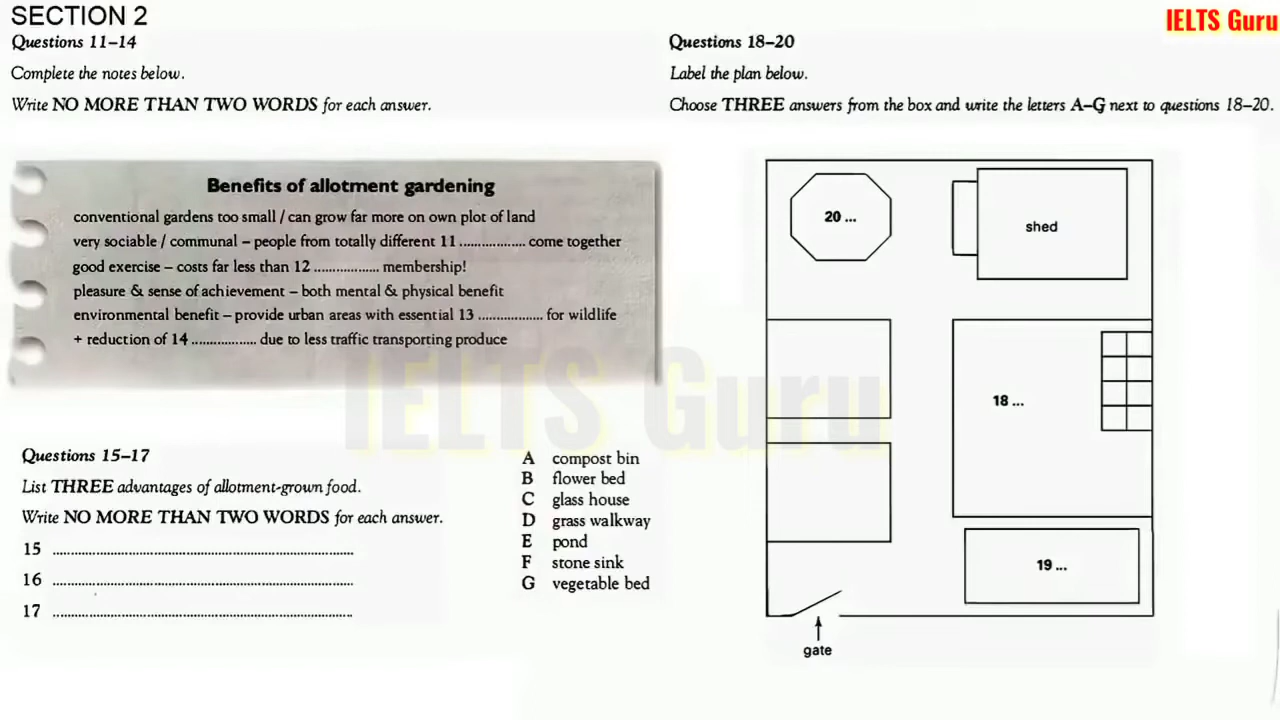 SECTION 2
IELTS Guru
Questions 11–14
Complete the notes below.
Write NO MORE THAN TWO WORDS for each answer.
Benefits of allotment gardening
conventional gardens too small / can grow far more on own plot of land
very sociable / communal – people from totally different 11 .................. come together
good exercise – costs far less than 12 .................. membership!
pleasure & sense of achievement – both mental & physical benefit
environmental benefit – provide urban areas with essential 13 .................. for wildlife
+ reduction of 14 .................. due to less traffic transporting produce
IELTS Guru
Questions 15–17
List THREE advantages of allotment-grown food.
Write NO MORE THAN TWO WORDS for each answer.
15 ..................................................................................
16 ..................................................................................
17 ..................................................................................
A compost bin
B flower bed
C glass house
D grass walkway
E pond
F stone sink
G vegetable bed
Questions 18–20
Label the plan below.
Choose THREE answers from the box and write the letters A–G next to questions 18–20.
20 ...
shed
18 ...
19 ...
gate